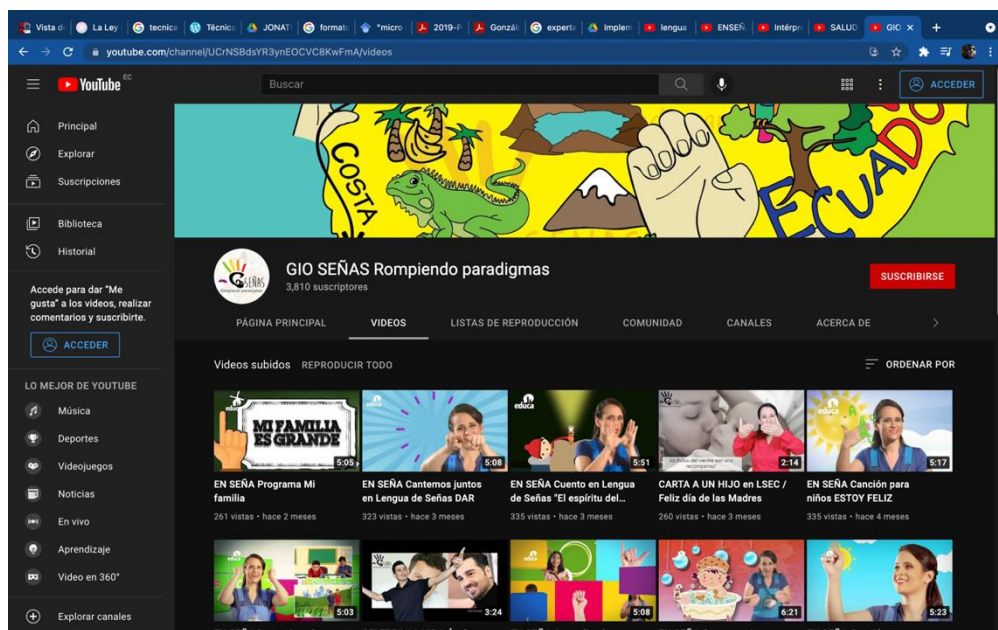 Vista de
La Ley
tecnica
Técnica
JONATH
formato
"micro
2019-P
Gonzál
experta
Implem
lengua
ENSEÑ
Intérpre
SALUD
GIO
youtube.com/channel/UCrNSBdsYR3ynEOCVC8KwFmA/videos
YouTube EC
Buscar
ACCEDER
Principal
Explorar
Suscripciones
Biblioteca
Historial
Accede para dar “Me
gusta” a los videos, realizar
comentarios y suscribirte.
ACCEDER
LO MEJOR DE YOUTUBE
Música
Deportes
Videojuegos
Noticias
En vivo
Aprendizaje
Video en 360°
Explorar canales
COSTA
ECUADO
GIO SEÑAS Rompiendo paradigmas
3,810 suscriptores
SUSCRIBIRSE
PÁGINA PRINCIPAL VIDEOS LISTAS DE REPRODUCCIÓN COMUNIDAD CANALES ACERCA DE
Videos subidos REPRODUCIR TODO
ORDENAR POR
educa
MI FAMILIA
ES GRANDE
5:05
EN SEÑA Programa Mi
familia
261 vistas • hace 2 meses
5:08
EN SEÑA Cantemos juntos
en Lengua de Señas DAR
323 vistas • hace 3 meses
educa
5:51
EN SEÑA Cuento en Lengua
de Señas "El espíritu del...
335 vistas • hace 3 meses
2:14
CARTA A UN HIJO en LSEC /
Feliz día de las Madres
260 vistas • hace 3 meses
educa
5:17
EN SEÑA Canción para
niños ESTOY FELIZ
335 vistas • hace 4 meses
5:03
3:24
educa
5:08
6:21
5:23